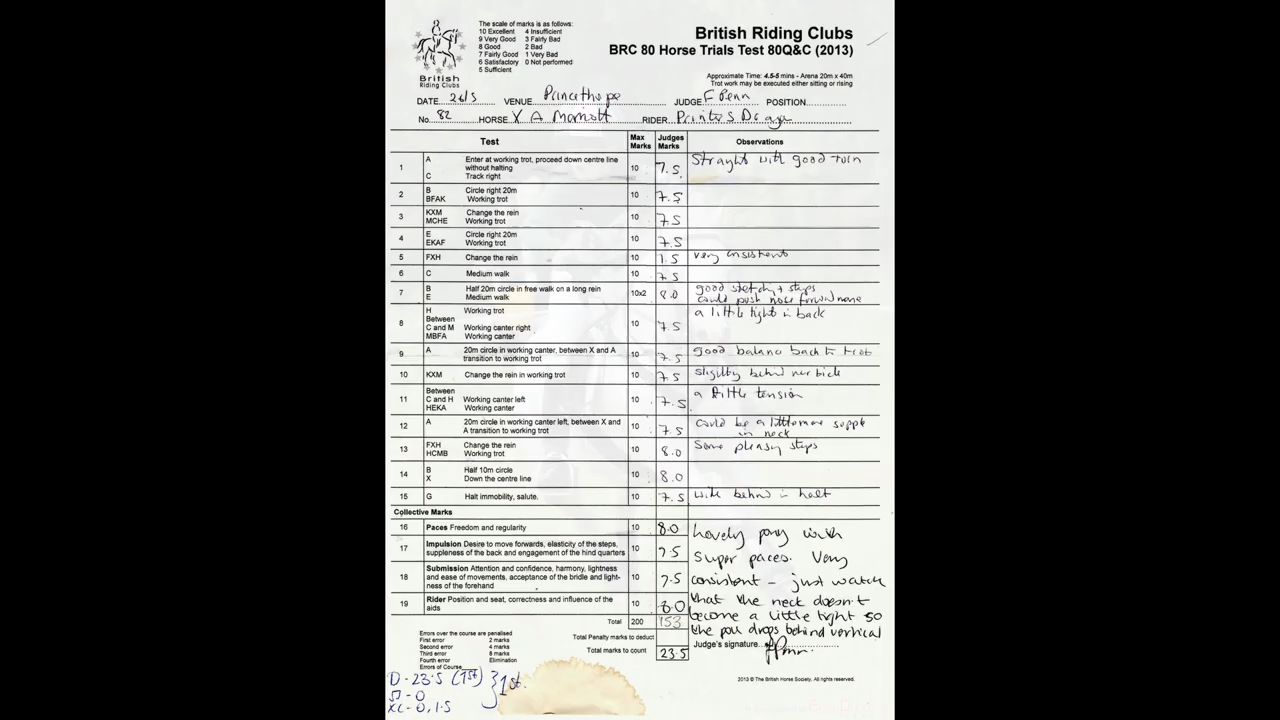 The scale of marks is as follows:
10 Excellent 4 Insufficient
9 Very Good 3 Fairly Bad
8 Good 2 Bad
7 Fairly Good 1 Very Bad
6 Satisfactory 0 Not performed
5 Sufficient
British
Riding Clubs
British Riding Clubs
BRC 80 Horse Trials Test 80Q&C (2013)
Approximate Time: 4.5-5 mins - Arena 20m x 40m
Trot work may be executed either sitting or rising
DATE 26/5 VENUE Princethorpe JUDGE F Penn POSITION
No. 82 HORSE X A Marriott RIDER Printers
Test Max Marks Judges Marks Observations
1 A Enter at working trot, proceed down centre line 10 7.5 Straight with good turn
without halting
C Track right
2 B Circle right 20m 10 7.5
BFAK Working trot
3 KXM Change the rein 10 7.5
MCHE Working trot
4 E Circle right 20m 10 7.5
EKAF Working trot
5 FXH Change the rein 10 very consistent
6 C Medium walk 10 7.5
7 B Half 20m circle in free walk on a long rein 10x2 8.0 good stretch + steps
E Medium walk could push nose forward more
8 H Working trot 10 7.5 a little tight in back
Between
C and M Working canter right
MBFA Working canter
9 A 20m circle in working canter, between X and A 10 7.5 good balance back to trot
transition to working trot
10 KXM Change the rein in working trot 10 7.5 slightly behind
11 Between 10 7.5 a little tension
C and H Working canter left
HEKA Working canter
12 A 20m circle in working canter left, between X and 10 7.5 could be a little more supple
A transition to working trot in neck
13 FXH Change the rein 10 8.0 Some pleasing steps
HCMB Working trot
14 B Half 10m circle 10 8.0
X Down the centre line
15 G Halt immobility, salute. 10 7.5 wide behind in halt
Collective Marks
16 Paces Freedom and regularity 10 8.0 Lovely pony with
17 Impulsion Desire to move forwards, elasticity of the steps, 10 7.5 super paces. Very
suppleness of the back and engagement of the hind quarters
18 Submission Attention and confidence, harmony, lightness 10 7.5 consistent – just watch
and ease of movements, acceptance of the bridle and light-
ness of the forehand
19 Rider Position and seat, correctness and influence of the 10 8.0 that the neck doesn't
aids
become a little tight so
Total 200 153 the poll drops behind vertical
Errors over the course are penalised
First error 2 marks
Second error 4 marks
Third error 8 marks
Fourth error Elimination
Errors of Course
Total Penalty marks to deduct
Total marks to count 23.5
Judge's signature
2013 © The British Horse Society. All rights reserved.
D - 23.5 (1st) } 1st.
SJ - 0
XC - 0, 1.5